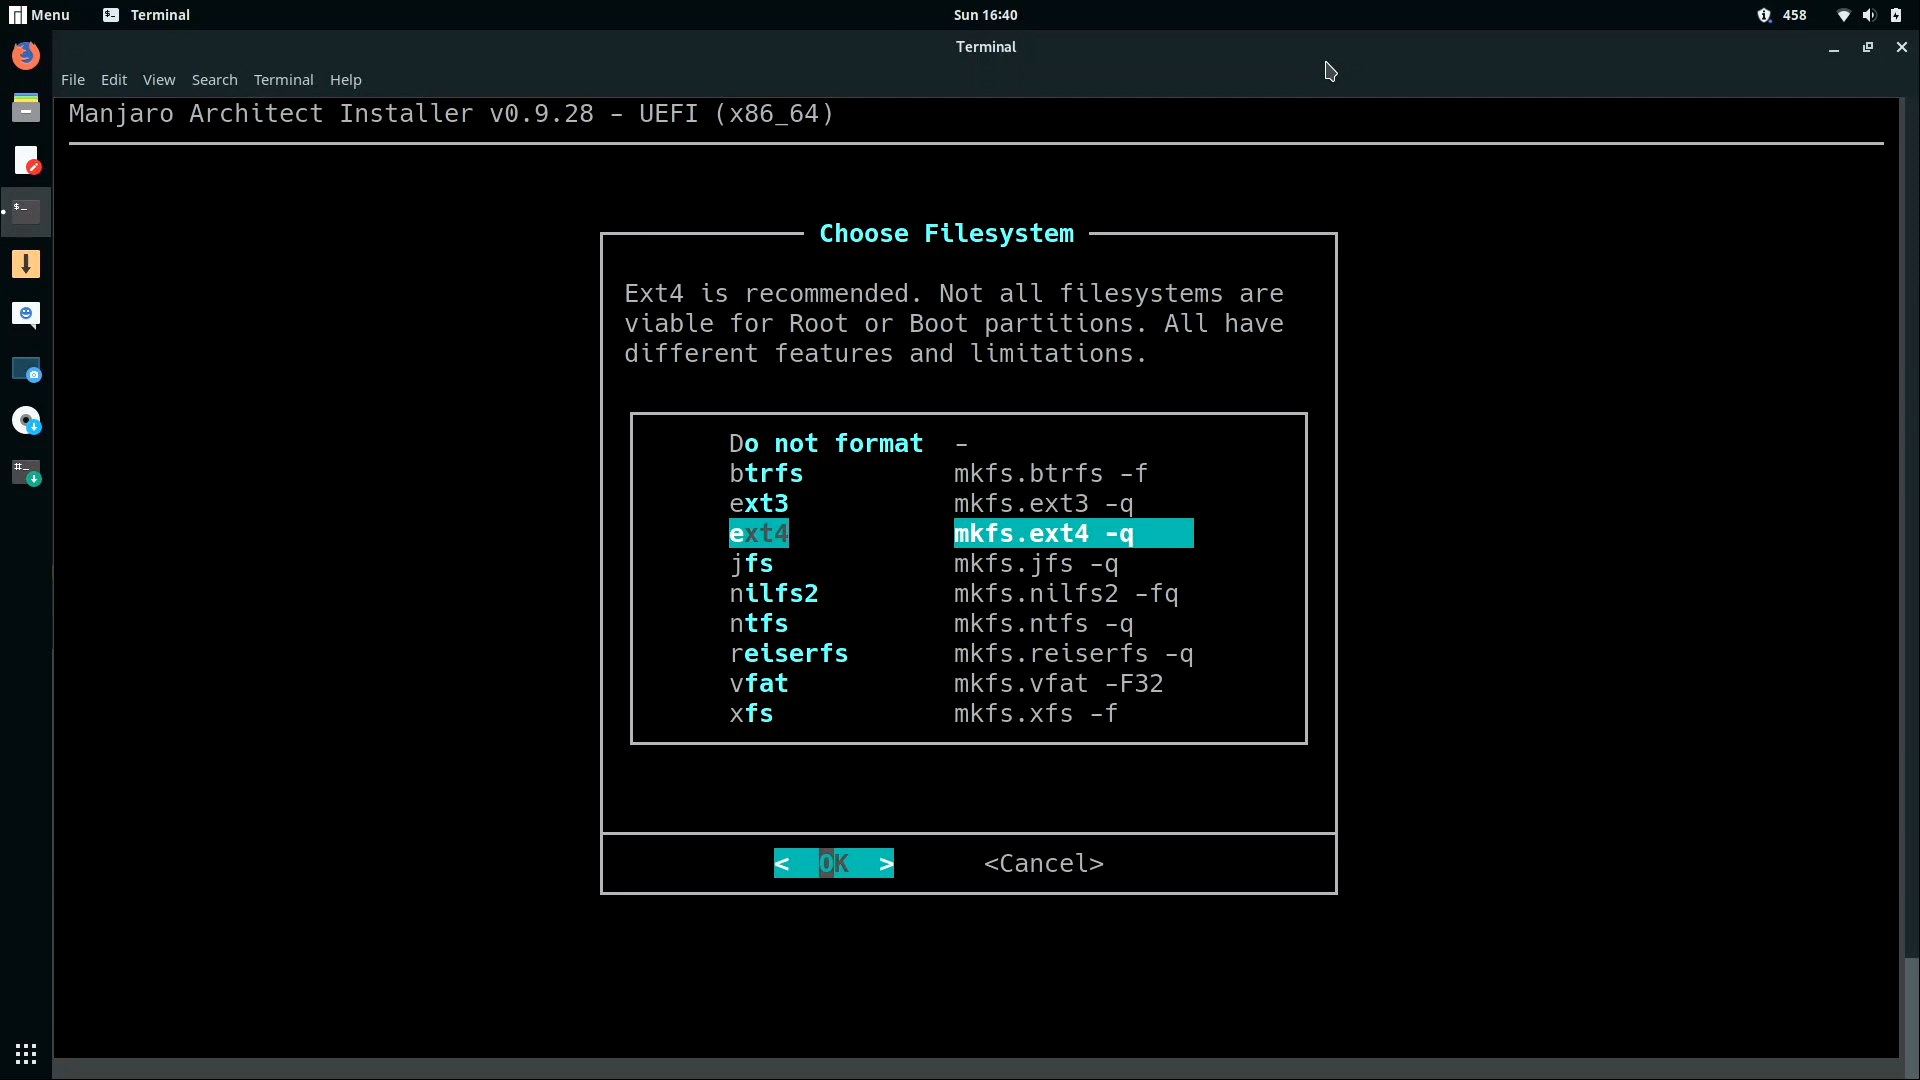 Menu Terminal Sun 16:40 458
Terminal
File Edit View Search Terminal Help
Manjaro Architect Installer v0.9.28 - UEFI (x86_64)
Choose Filesystem
Ext4 is recommended. Not all filesystems are
viable for Root or Boot partitions. All have
different features and limitations.
Do not format -
btrfs mkfs.btrfs -f
ext3 mkfs.ext3 -q
ext4 mkfs.ext4 -q
jfs mkfs.jfs -q
nilfs2 mkfs.nilfs2 -fq
ntfs mkfs.ntfs -q
reiserfs mkfs.reiserfs -q
vfat mkfs.vfat -F32
xfs mkfs.xfs -f
< OK > <Cancel>